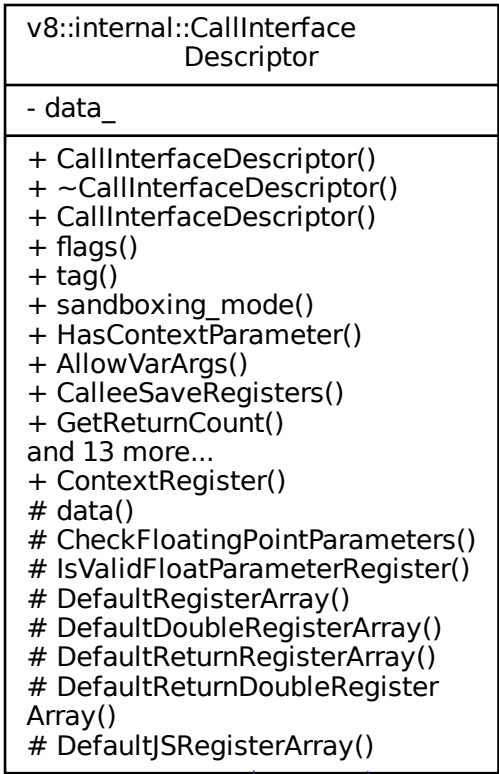 v8::internal::CallInterface
Descriptor
- data_
+ CallInterfaceDescriptor()
+ ~CallInterfaceDescriptor()
+ CallInterfaceDescriptor()
+ flags()
+ tag()
+ sandboxing_mode()
+ HasContextParameter()
+ AllowVarArgs()
+ CalleeSaveRegisters()
+ GetReturnCount()
and 13 more...
+ ContextRegister()
# data()
# CheckFloatingPointParameters()
# IsValidFloatParameterRegister()
# DefaultRegisterArray()
# DefaultDoubleRegisterArray()
# DefaultReturnRegisterArray()
# DefaultReturnDoubleRegister
Array()
# DefaultJSRegisterArray()